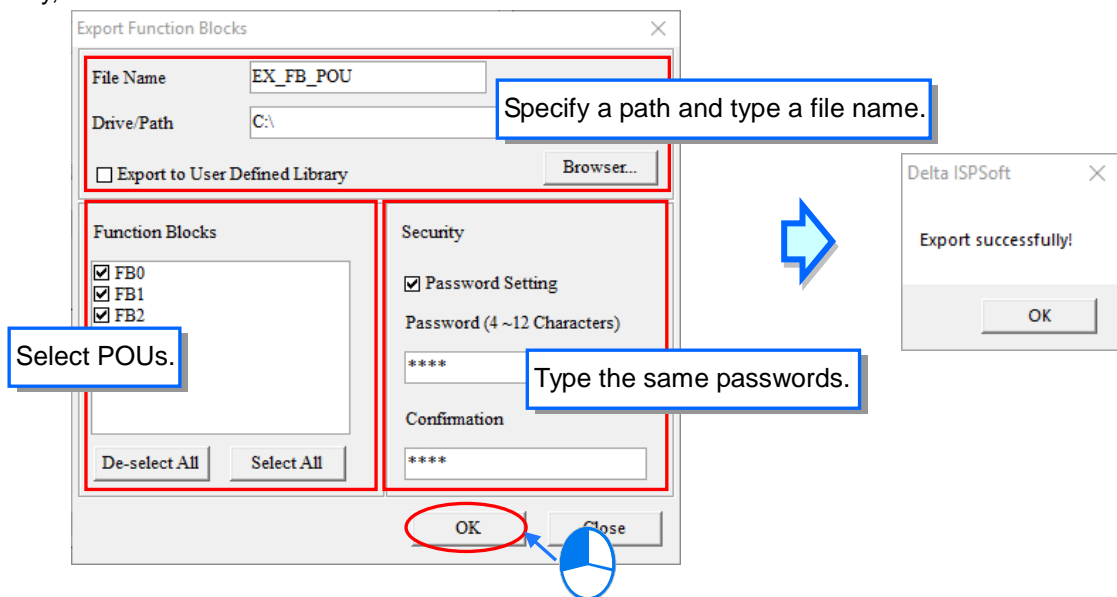 Export Function Blocks
File Name
EX_FB_POU
Specify a path and type a file name.
Drive/Path
C:\
Export to User Defined Library
Browser...
Function Blocks
FB0
FB1
FB2
Select POUs.
De-select All
Select All
Security
Password Setting
Password (4 ~12 Characters)
****
Type the same passwords.
Confirmation
****
OK
Close
Delta ISPSoft
Export successfully!
OK